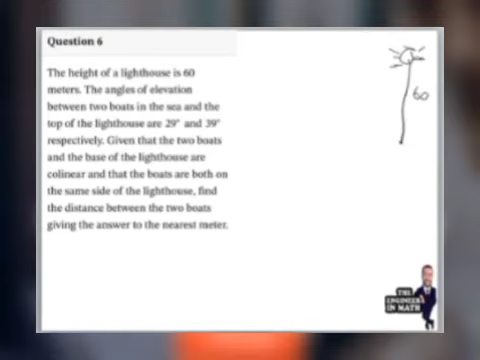 Question 6
The height of a lighthouse is 60
meters. The angles of elevation
between two boats in the sea and the
top of the lighthouse are 29° and 39°
respectively. Given that the two boats
and the base of the lighthouse are
colinear and that the boats are both on
the same side of the lighthouse, find
the distance between the two boats
giving the answer to the nearest meter.
60
THE
ENGINEER
IN MATH